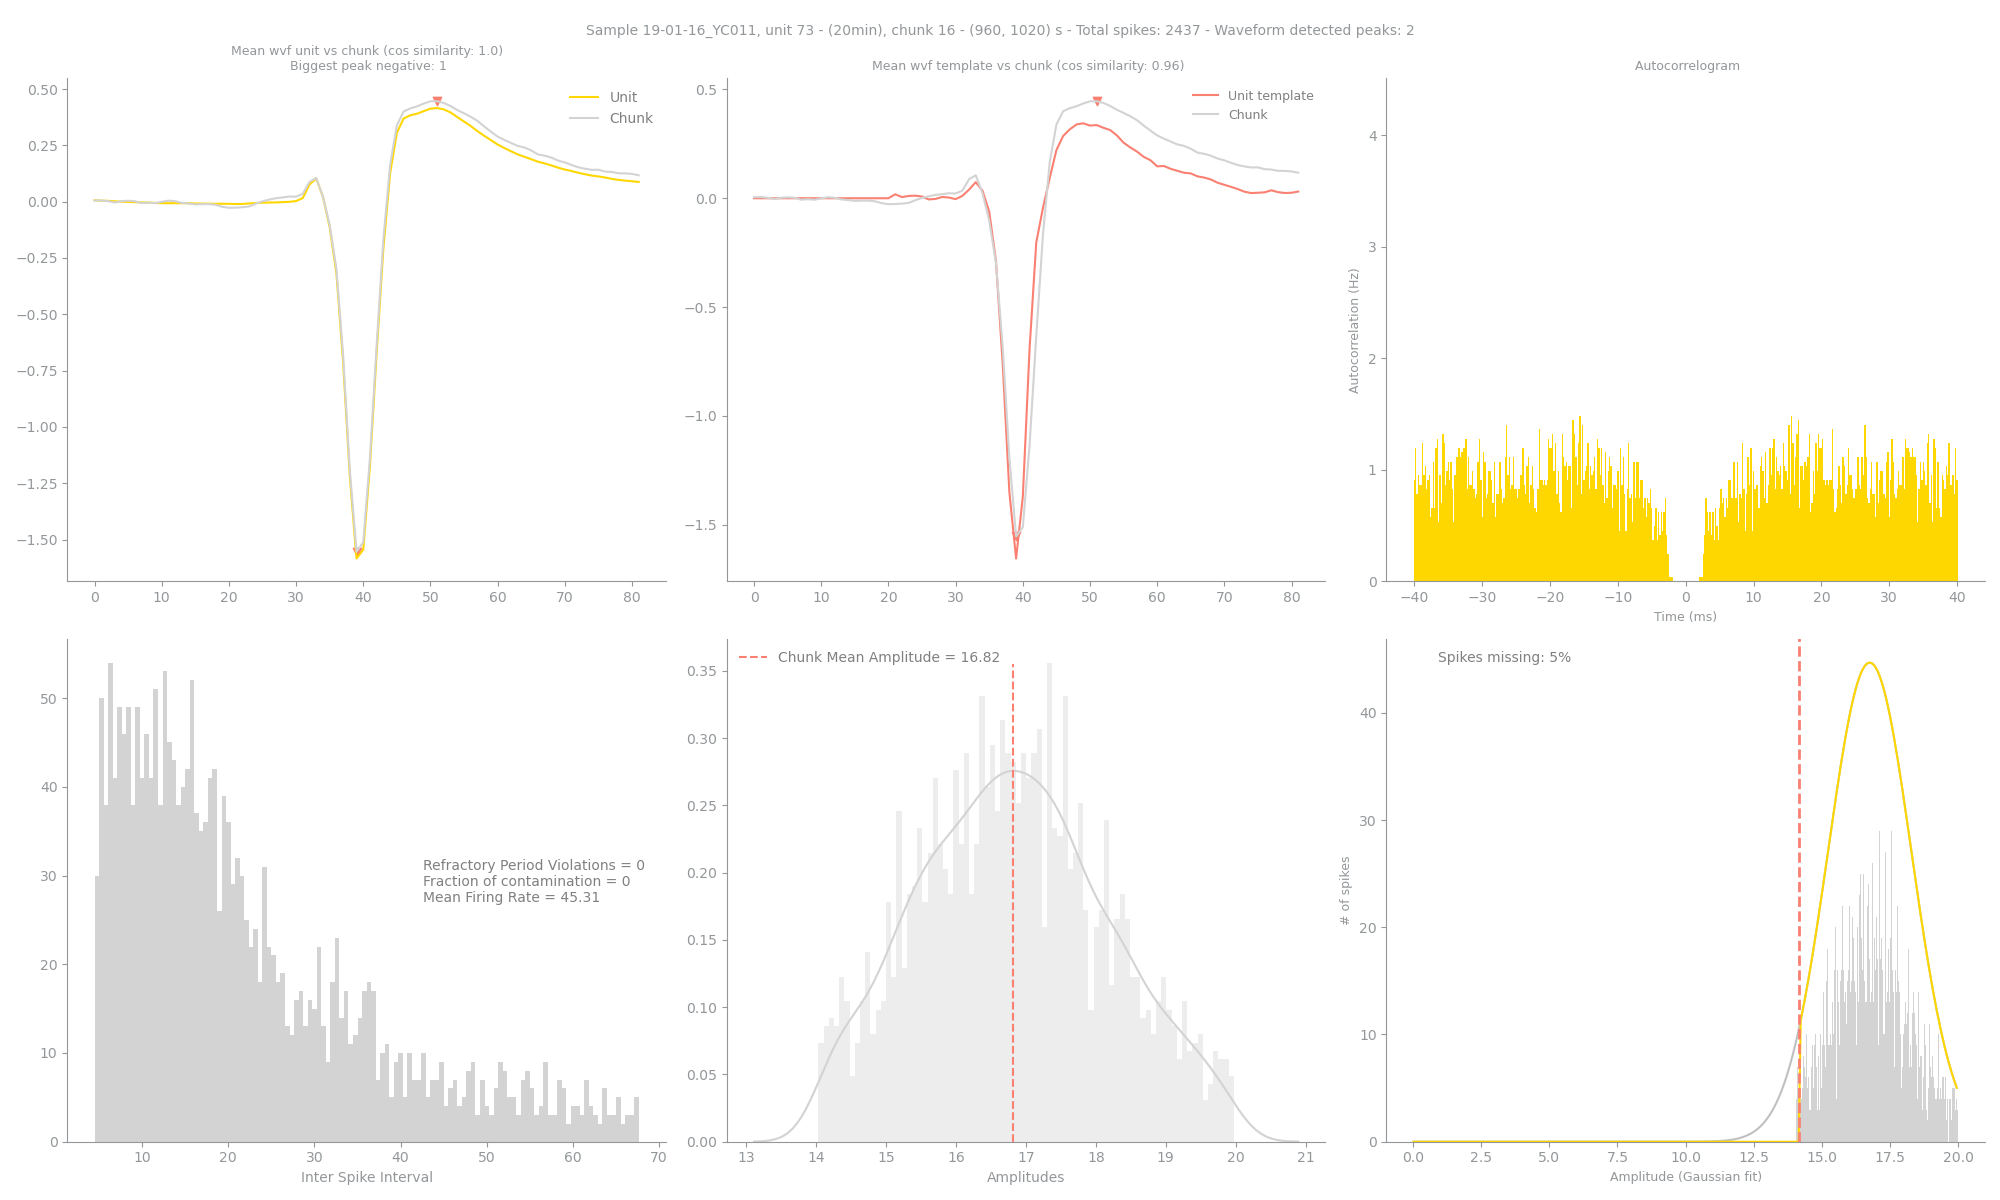 Sample 19-01-16_YC011, unit 73 - (20min), chunk 16 - (960, 1020) s - Total spikes: 2437 - Waveform detected peaks: 2
Mean wvf unit vs chunk (cos similarity: 1.0)
Biggest peak negative: 1
Unit
Chunk
0.50
0.25
0.00
−0.25
−0.50
−0.75
−1.00
−1.25
−1.50
0 10 20 30 40 50 60 70 80
Mean wvf template vs chunk (cos similarity: 0.96)
Unit template
Chunk
0.5
0.0
−0.5
−1.0
−1.5
0 10 20 30 40 50 60 70 80
Autocorrelogram
Autocorrelation (Hz)
4
3
2
1
0
−40 −30 −20 −10 0 10 20 30 40
Time (ms)
50
40
30
20
10
0
Refractory Period Violations = 0
Fraction of contamination = 0
Mean Firing Rate = 45.31
10 20 30 40 50 60 70
Inter Spike Interval
Chunk Mean Amplitude = 16.82
0.35
0.30
0.25
0.20
0.15
0.10
0.05
0.00
13 14 15 16 17 18 19 20 21
Amplitudes
Spikes missing: 5%
# of spikes
40
30
20
10
0
0.0 2.5 5.0 7.5 10.0 12.5 15.0 17.5 20.0
Amplitude (Gaussian fit)